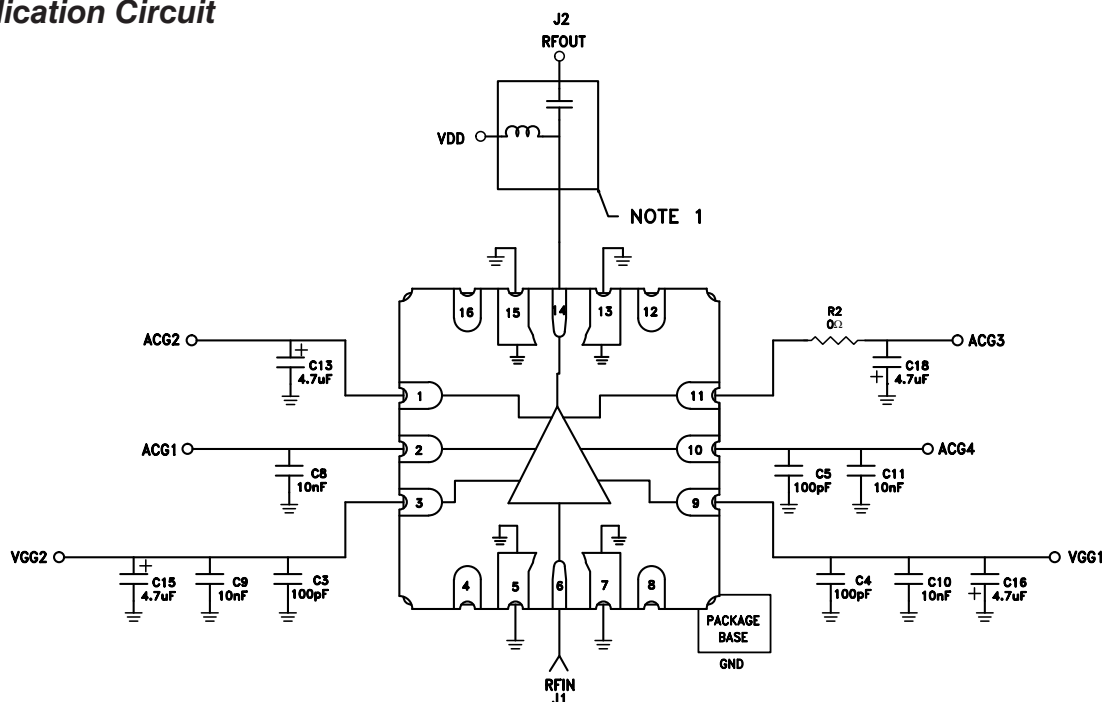 lication Circuit
J2
RFOUT
VDD
NOTE 1
16
15
14
13
12
ACG2
+
C13
4.7uF
R2
0Ω
ACG3
C18
+
4.7uF
1
11
ACG1
C8
10nF
2
10
C5
100pF
C11
10nF
ACG4
3
9
VGG2
+
C15
4.7uF
C9
10nF
C3
100pF
4
5
6
7
8
C4
100pF
C10
10nF
C16
+
4.7uF
VGG1
PACKAGE
BASE
GND
RFIN
J1